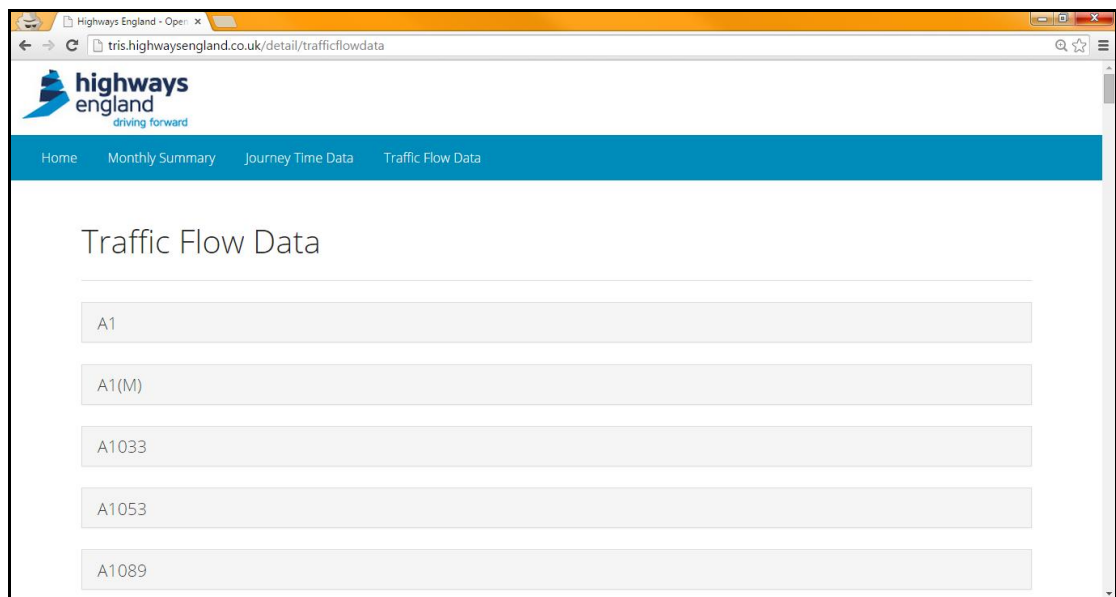 Highways England - Open
tris.highwaysengland.co.uk/detail/trafficflowdata
highways
england
driving forward
Home Monthly Summary Journey Time Data Traffic Flow Data
Traffic Flow Data
A1
A1(M)
A1033
A1053
A1089